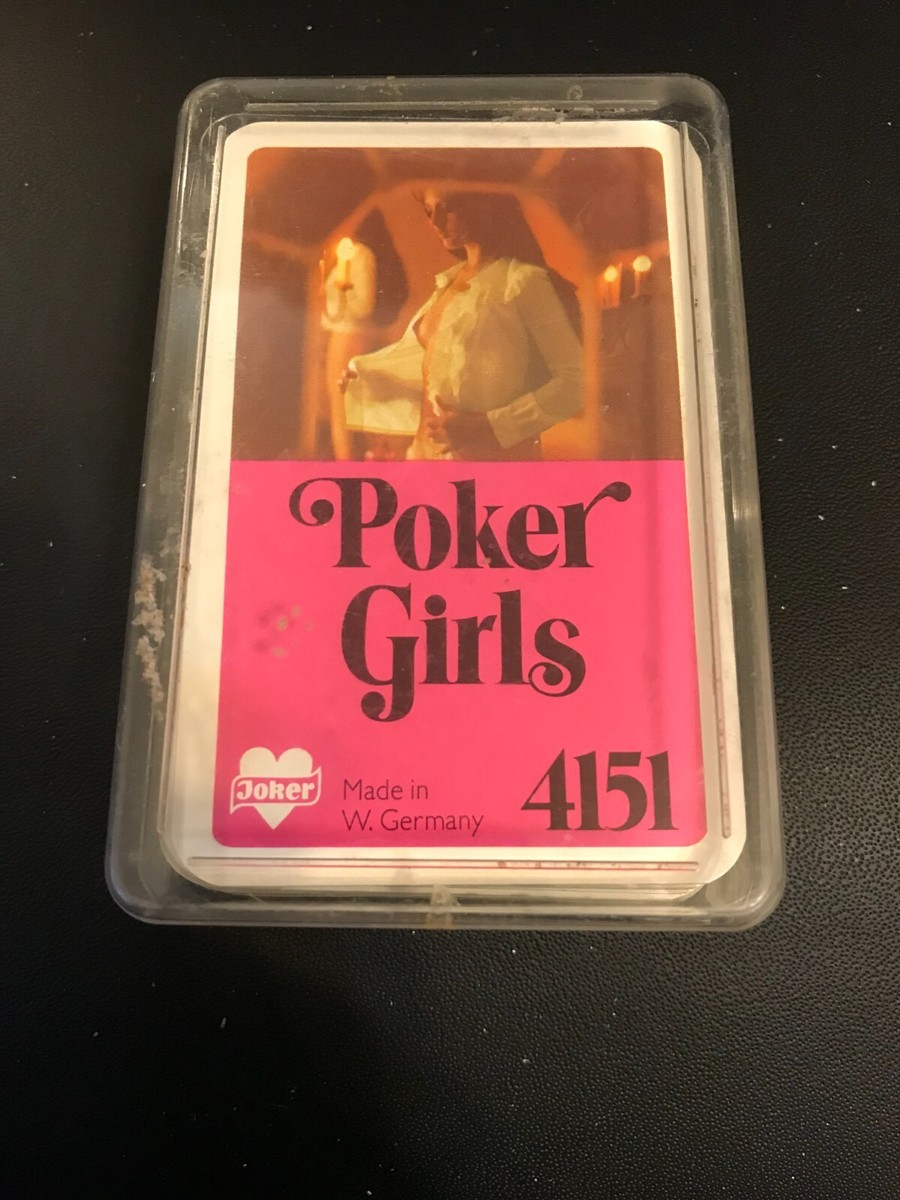 Poker
Girls
Joker
Made in
W. Germany
4151